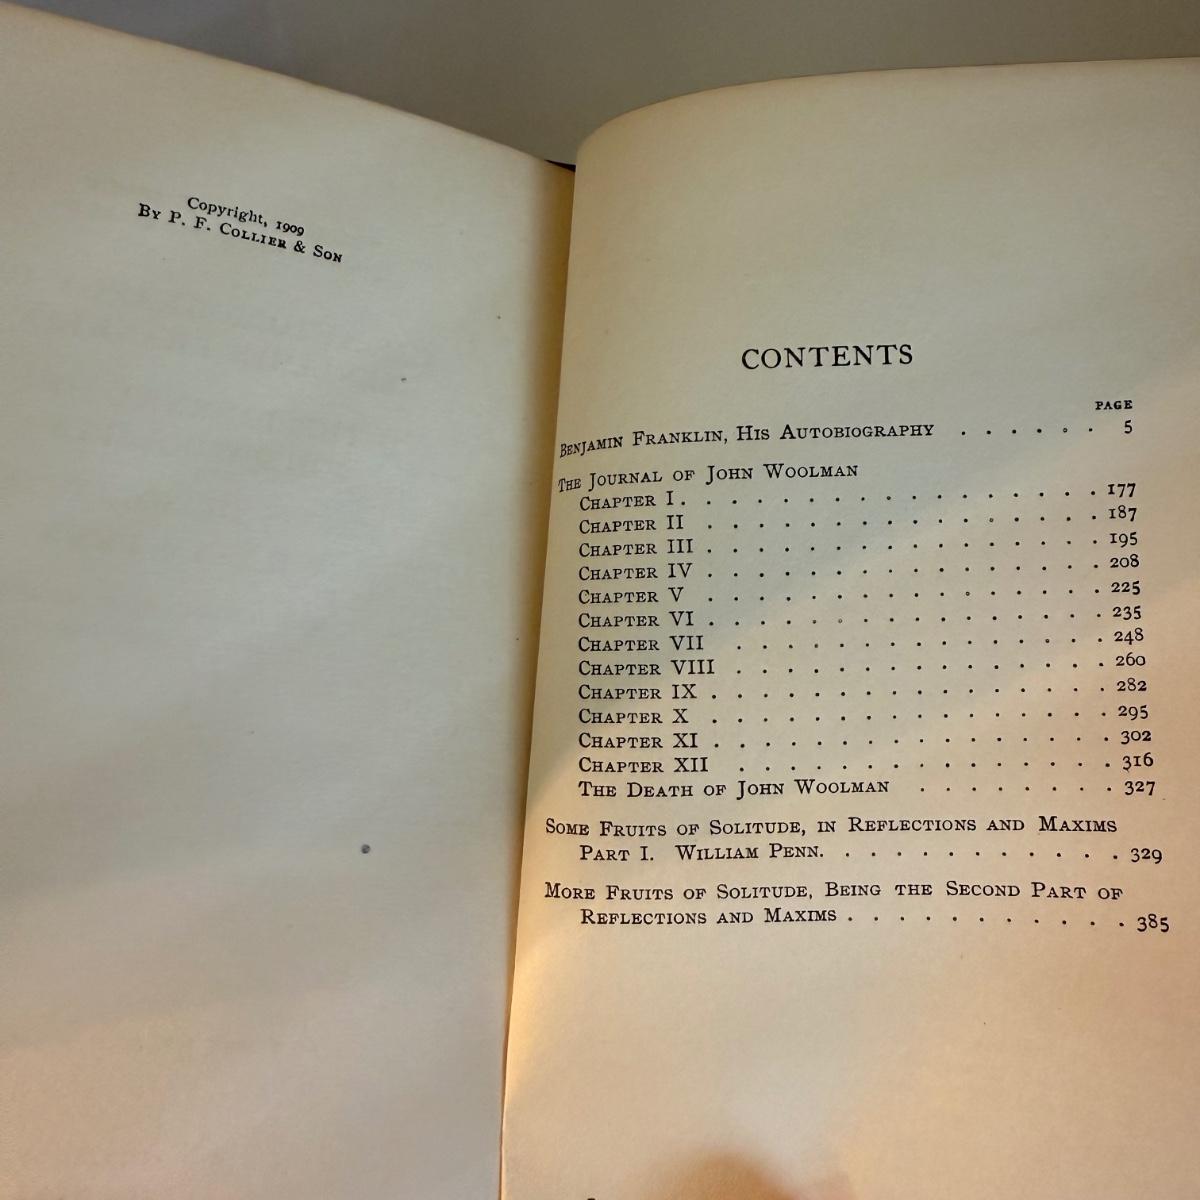 Copyright, 1909
By P. F. Collier & Son
CONTENTS
PAGE
Benjamin Franklin, His Autobiography . . . . . . 5
The Journal of John Woolman
Chapter I . . . . . . . . . . . . . . . . . 177
Chapter II . . . . . . . . . . . . . . . . 187
Chapter III . . . . . . . . . . . . . . . . 195
Chapter IV . . . . . . . . . . . . . . . . 208
Chapter V . . . . . . . . . . . . . . . . 225
Chapter VI . . . . . . . . . . . . . . . . 235
Chapter VII . . . . . . . . . . . . . . . 248
Chapter VIII . . . . . . . . . . . . . . . 260
Chapter IX . . . . . . . . . . . . . . . . 282
Chapter X . . . . . . . . . . . . . . . . 295
Chapter XI . . . . . . . . . . . . . . . . 302
Chapter XII . . . . . . . . . . . . . . . 316
The Death of John Woolman . . . . . . . . 327
Some Fruits of Solitude, in Reflections and Maxims
Part I. William Penn. . . . . . . . . . . . 329
More Fruits of Solitude, Being the Second Part of
Reflections and Maxims . . . . . . . . . . . 385